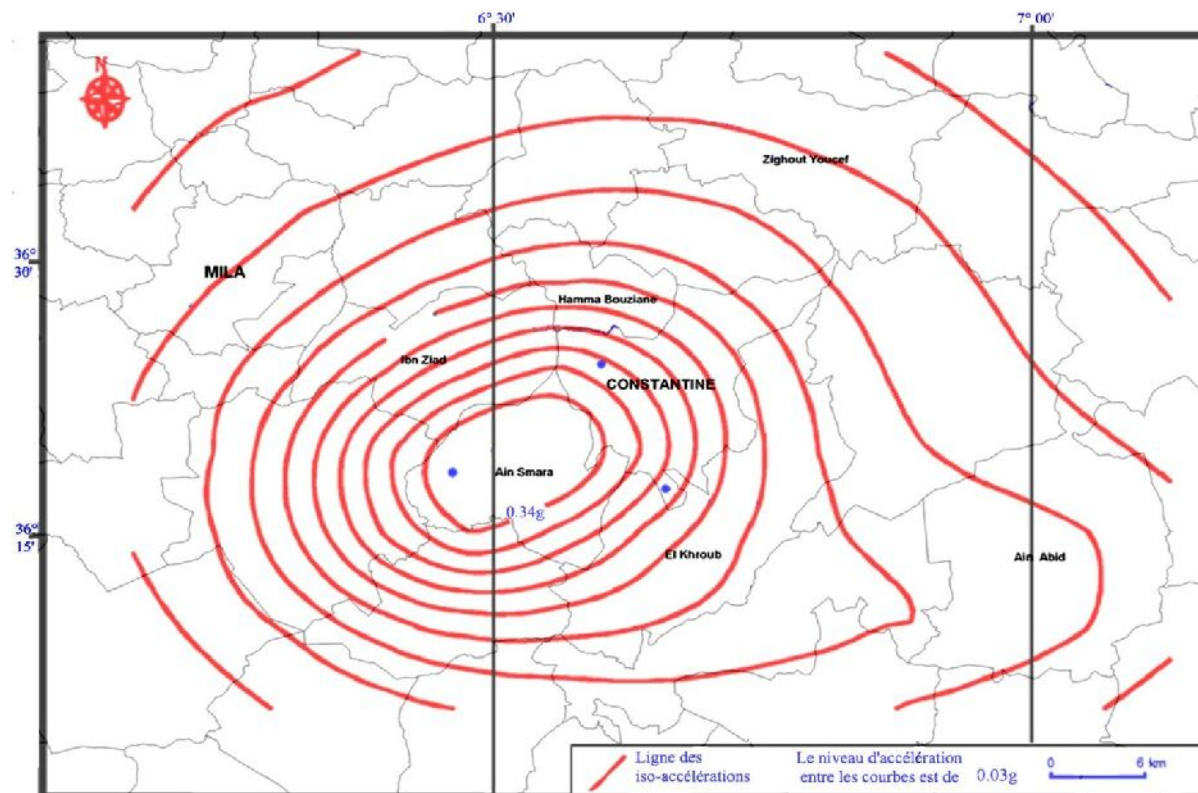 6° 30'
7° 00'
N
Zighout Youcef
36°
30'
MILA
Hamma Bouziane
Ibn Ziad
CONSTANTINE
Ain Smara
0.34g
36°
15'
El Khroub
Ain Abid
Ligne des
iso-accélérations
Le niveau d'accélération
entre les courbes est de 0.03g
0 6 km